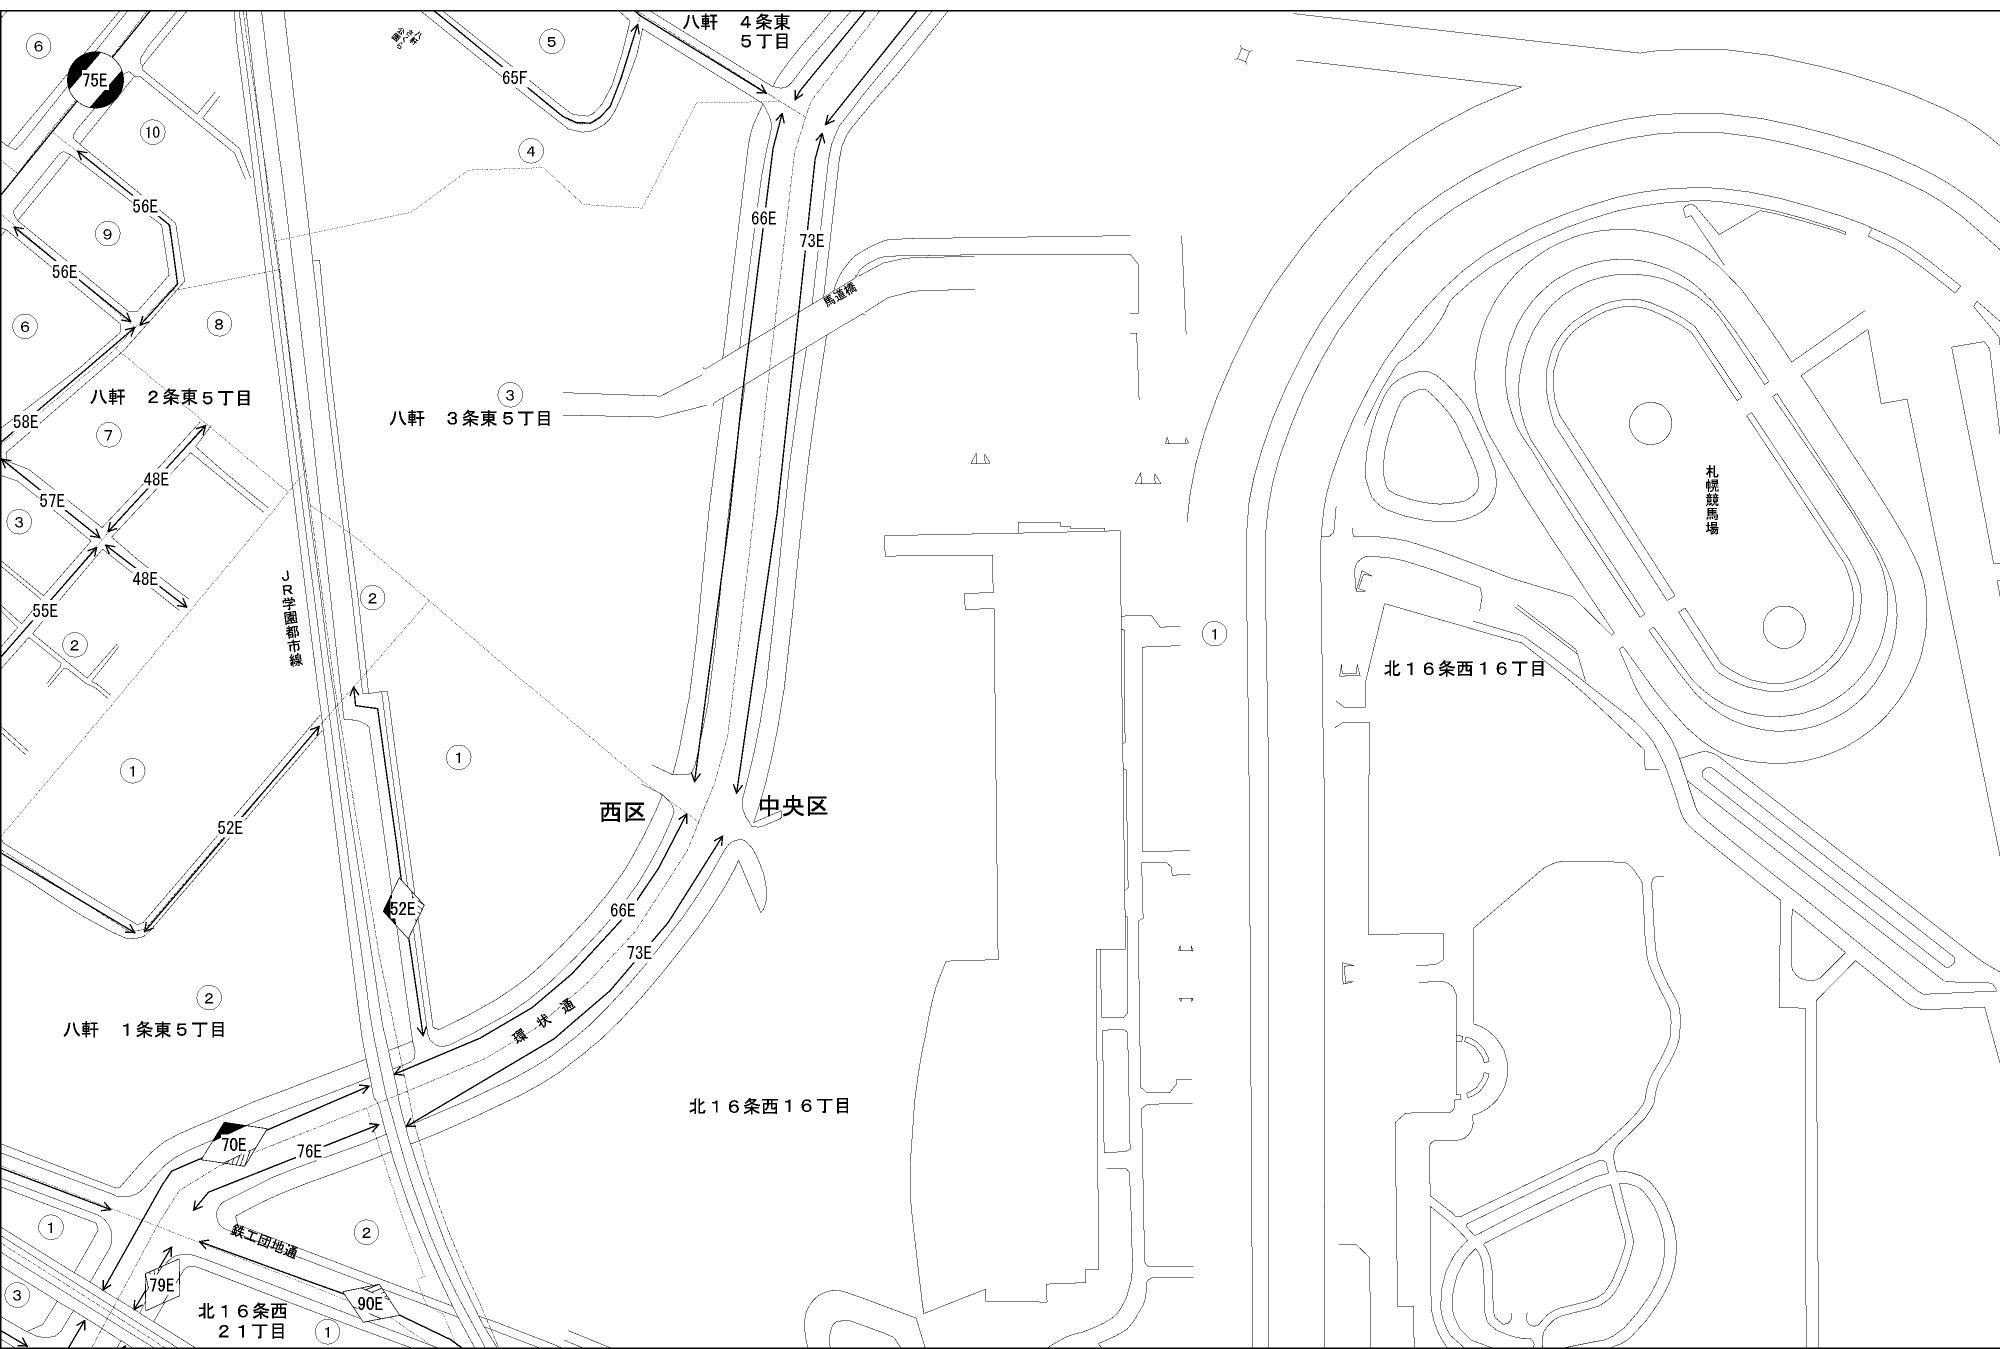 八軒　４条東
５丁目
6
5
75E
65F
10
4
56E
66E
9
73E
56E
馬道橋
6
8
八軒　２条東５丁目
3
八軒　３条東５丁目
58E
7
48E
57E
札幌競馬場
3
48E
ＪＲ学園都市線
2
55E
1
2
北１６条西１６丁目
1
1
西区
中央区
52E
52E
66E
73E
2
八軒　１条東５丁目
環状通
北１６条西１６丁目
70E
76E
1
鉄工団地通
2
79E
3
90E
北１６条西
２１丁目
1